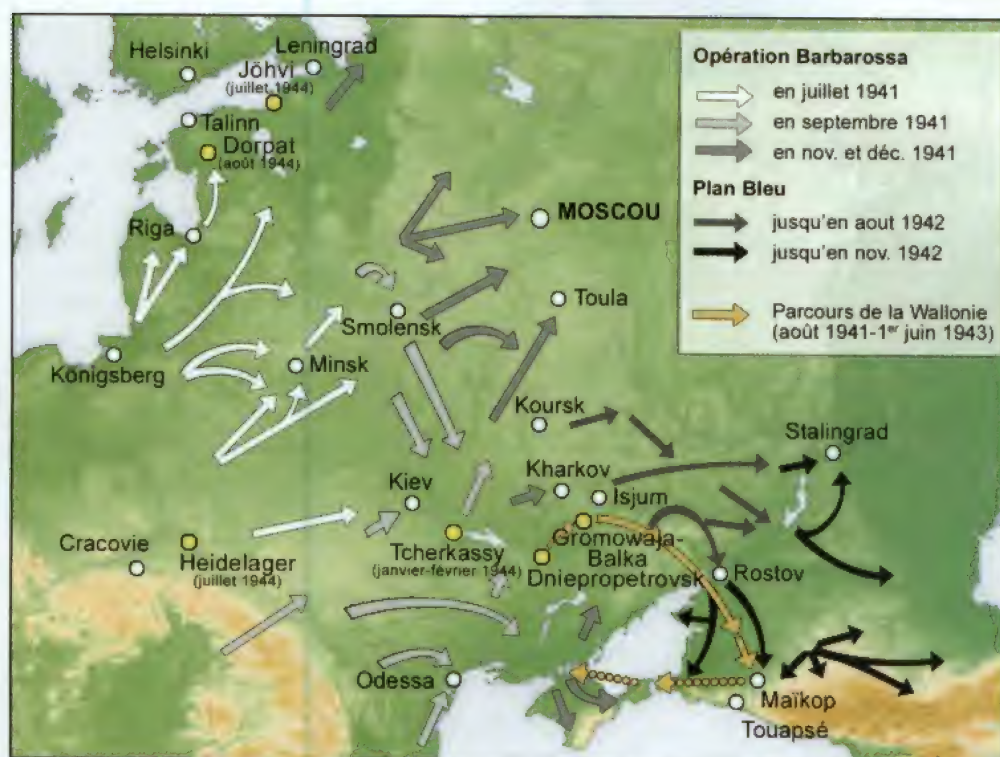 Helsinki
Leningrad
Jöhvi
(juillet 1944)
Talinn
Dorpat
(août 1944)
Riga
MOSCOU
Toula
Smolensk
Königsberg
Minsk
Koursk
Stalingrad
Kharkov
Kiev
Isjum
Cracovie
Heidelager
(juillet 1944)
Tcherkassy
(janvier-février 1944)
Gromowaja-
Balka
Dniepropetrovsk
Rostov
Odessa
Maïkop
Touapsé
Opération Barbarossa
en juillet 1941
en septembre 1941
en nov. et déc. 1941
Plan Bleu
jusqu'en aout 1942
jusqu'en nov. 1942
Parcours de la Wallonie
(août 1941-1er juin 1943)